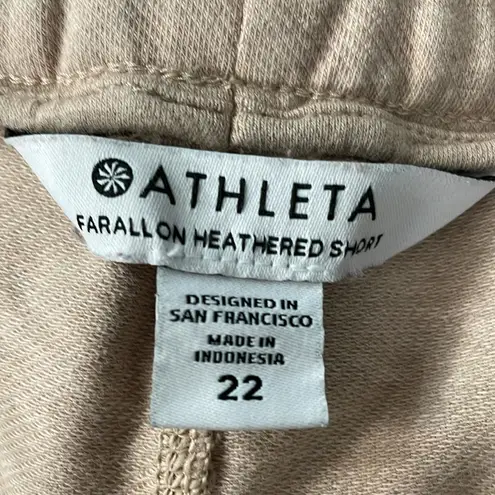 ATHLETA
FARALLON HEATHERED SHORT
DESIGNED IN
SAN FRANCISCO
MADE IN
INDONESIA
22